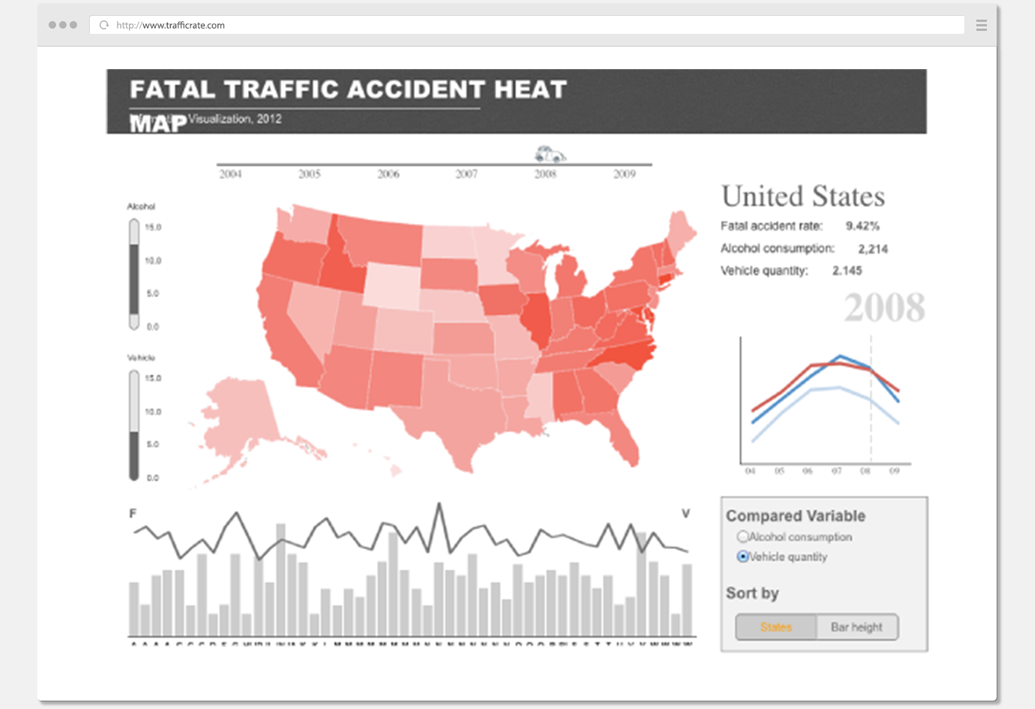 http://www.trafficrate.com
FATAL TRAFFIC ACCIDENT HEAT
MAP
Visualization, 2012
2004 2005 2006 2007 2008 2009
United States
Fatal accident rate: 9.42%
Alcohol consumption: 2,214
Vehicle quantity: 2.145
2008
Alcohol
15.0
10.0
5.0
0.0
Vehicle
15.0
10.0
5.0
0.0
04 05 06 07 08 09
F
V
Compared Variable
Alcohol consumption
Vehicle quantity
Sort by
States
Bar height